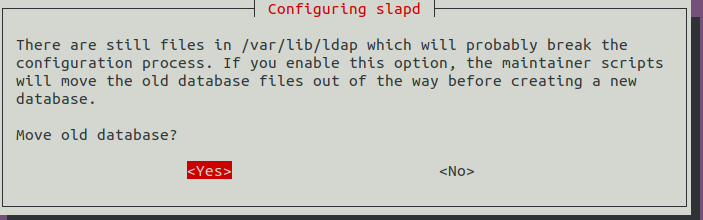 Configuring slapd
There are still files in /var/lib/ldap which will probably break the
configuration process. If you enable this option, the maintainer scripts
will move the old database files out of the way before creating a new
database.
Move old database?
<Yes> <No>